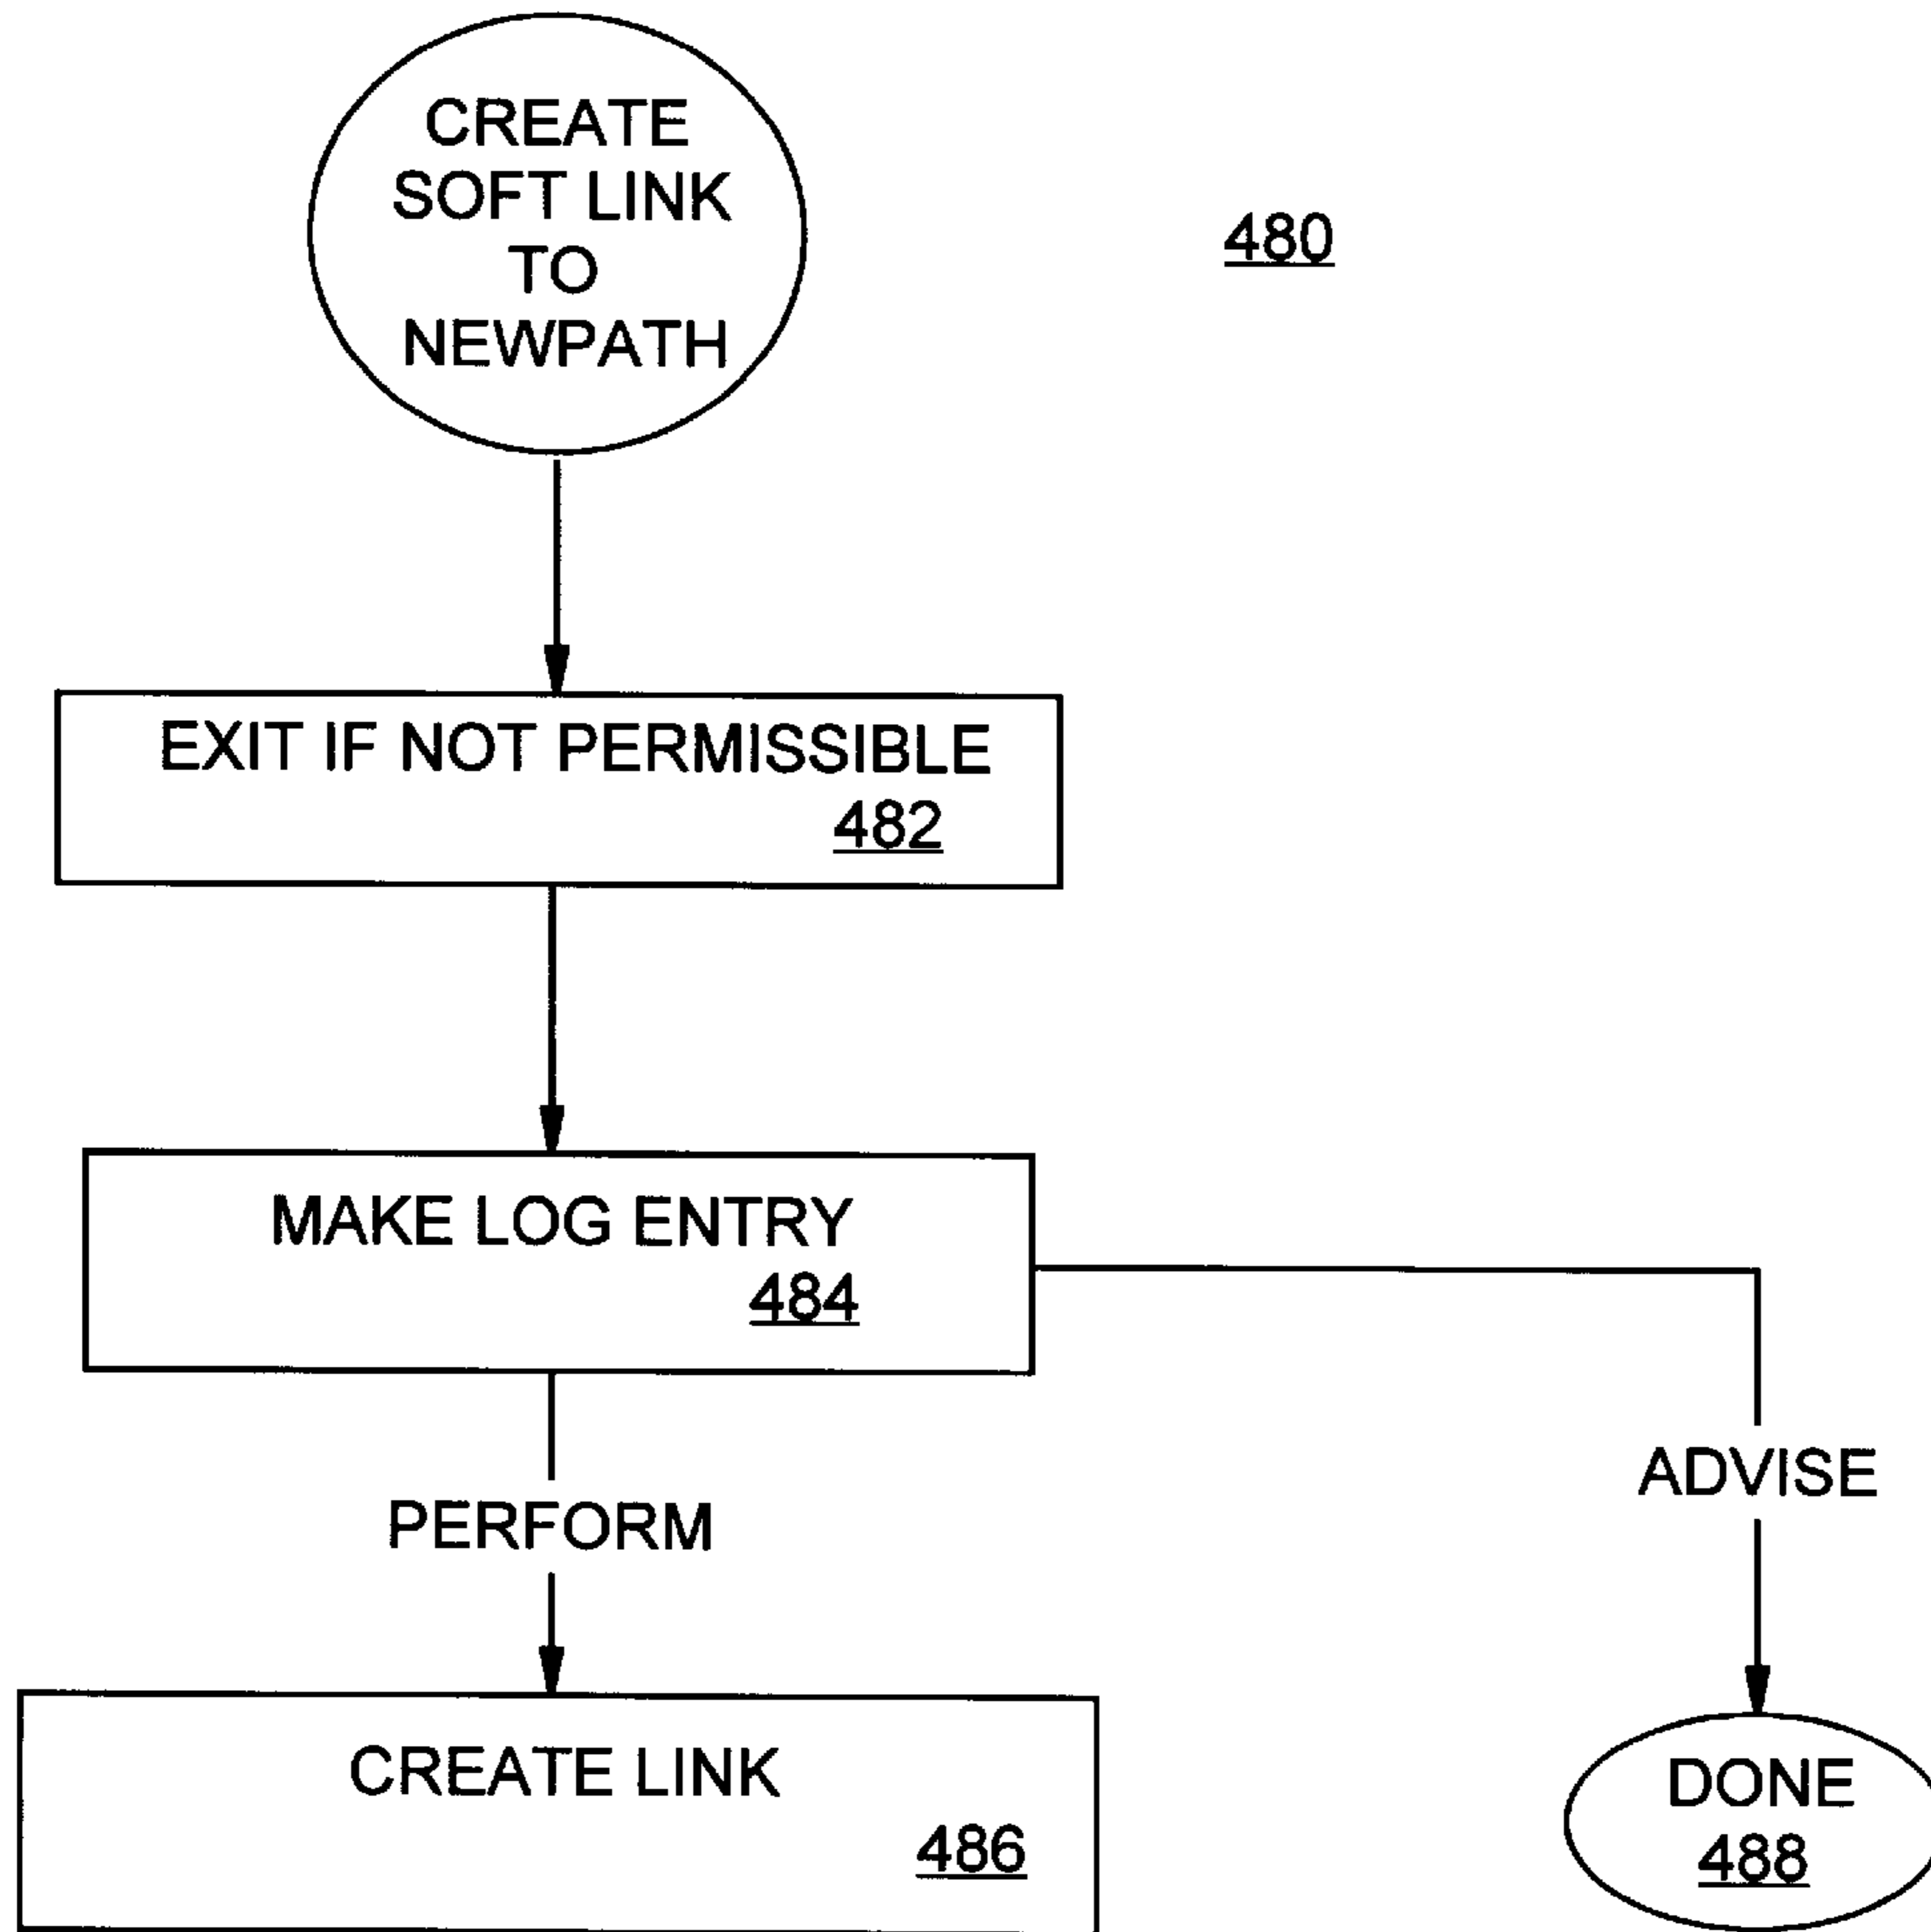 CREATE
SOFT LINK
TO
NEWPATH
480
EXIT IF NOT PERMISSIBLE
482
MAKE LOG ENTRY
484
PERFORM
ADVISE
CREATE LINK
486
DONE
488